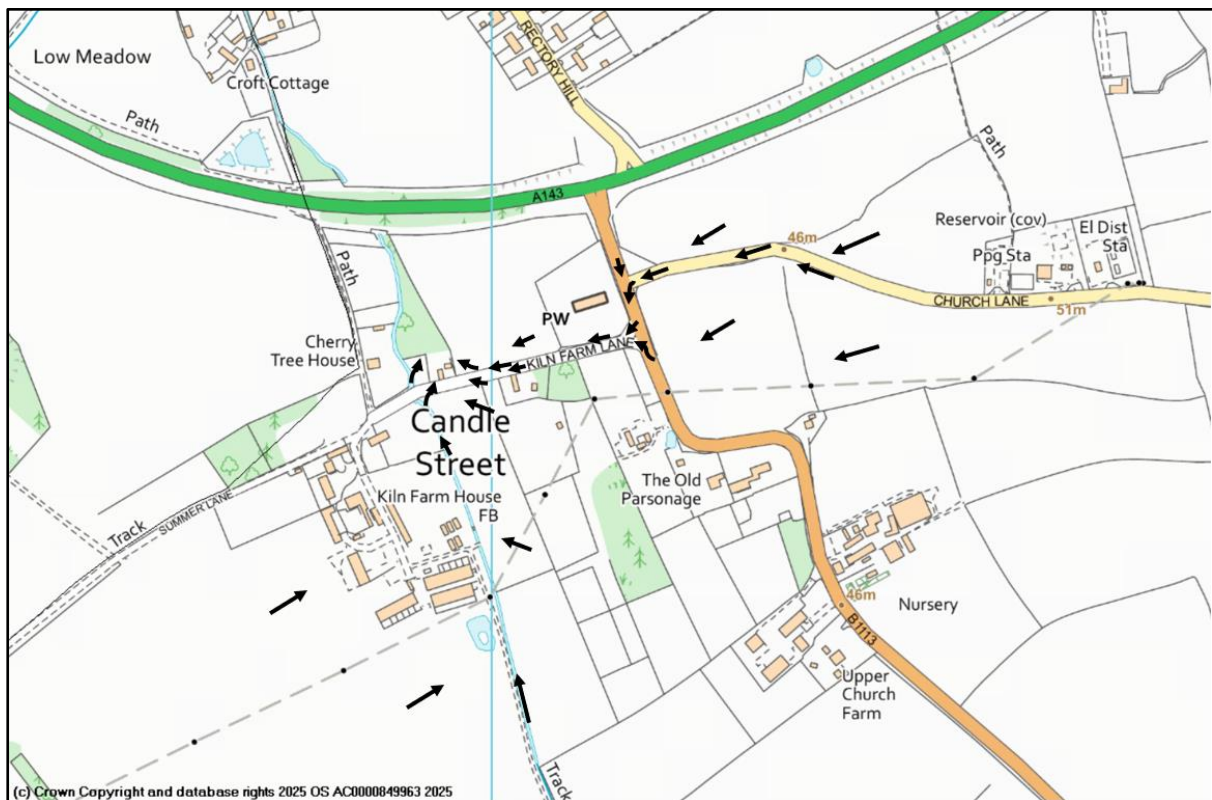 Low Meadow
Croft Cottage
RECTORY HILL
Path
A143
Path
Path
Reservoir (cov)
El Dist
Sta
Ppg Sta
46m
CHURCH LANE
51m
PW
KILN FARM LANE
Cherry
Tree House
Candle
Street
Kiln Farm House
FB
The Old
Parsonage
SUMMER LANE
Track
46m
Nursery
B1113
Upper
Church
Farm
Track
(c) Crown Copyright and database rights 2025 OS AC0000849963 2025